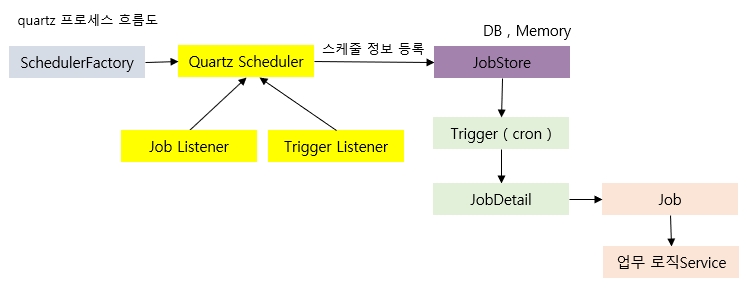 quartz 프로세스 흐름도
DB , Memory
스케줄 정보 등록
SchedulerFactory
Quartz Scheduler
JobStore
Job Listener
Trigger Listener
Trigger ( cron )
JobDetail
Job
업무 로직Service